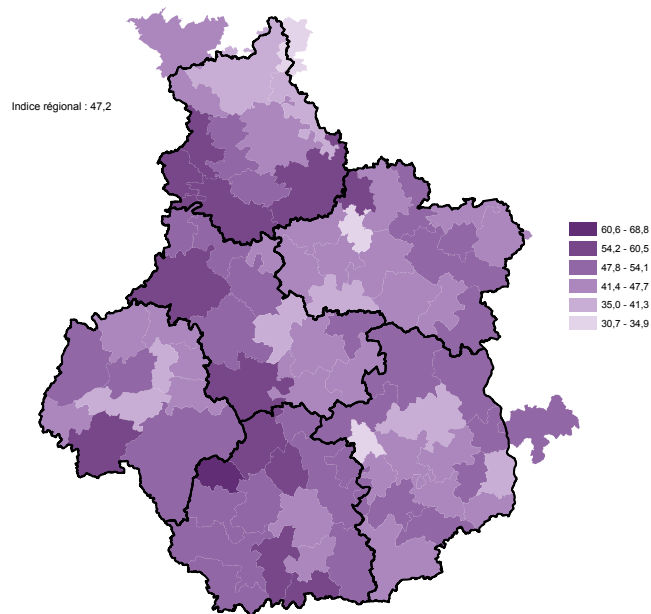 Indice régional : 47,2
60,6 - 68,8
54,2 - 60,5
47,8 - 54,1
41,4 - 47,7
35,0 - 41,3
30,7 - 34,9